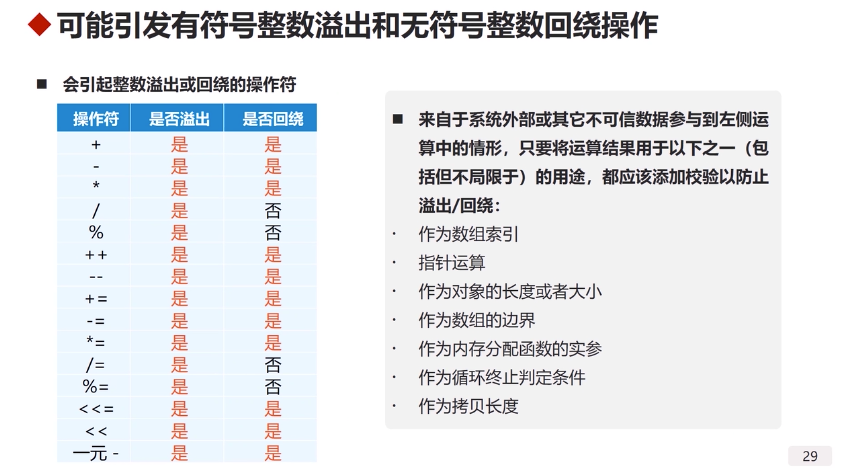 可能引发有符号整数溢出和无符号整数回绕操作
■ 会引起整数溢出或回绕的操作符
操作符 是否溢出 是否回绕
+ 是 是
- 是 是
* 是 是
/ 是 否
% 是 否
++ 是 是
-- 是 是
+= 是 是
-= 是 是
*= 是 是
/= 是 否
%= 是 否
<<= 是 是
<< 是 是
一元 - 是 是
■ 来自于系统外部或其它不可信数据参与到左侧运
算中的情形，只要将运算结果用于以下之一（包
括但不局限于）的用途，都应该添加校验以防止
溢出/回绕：
· 作为数组索引
· 指针运算
· 作为对象的长度或者大小
· 作为数组的边界
· 作为内存分配函数的实参
· 作为循环终止判定条件
· 作为拷贝长度
29